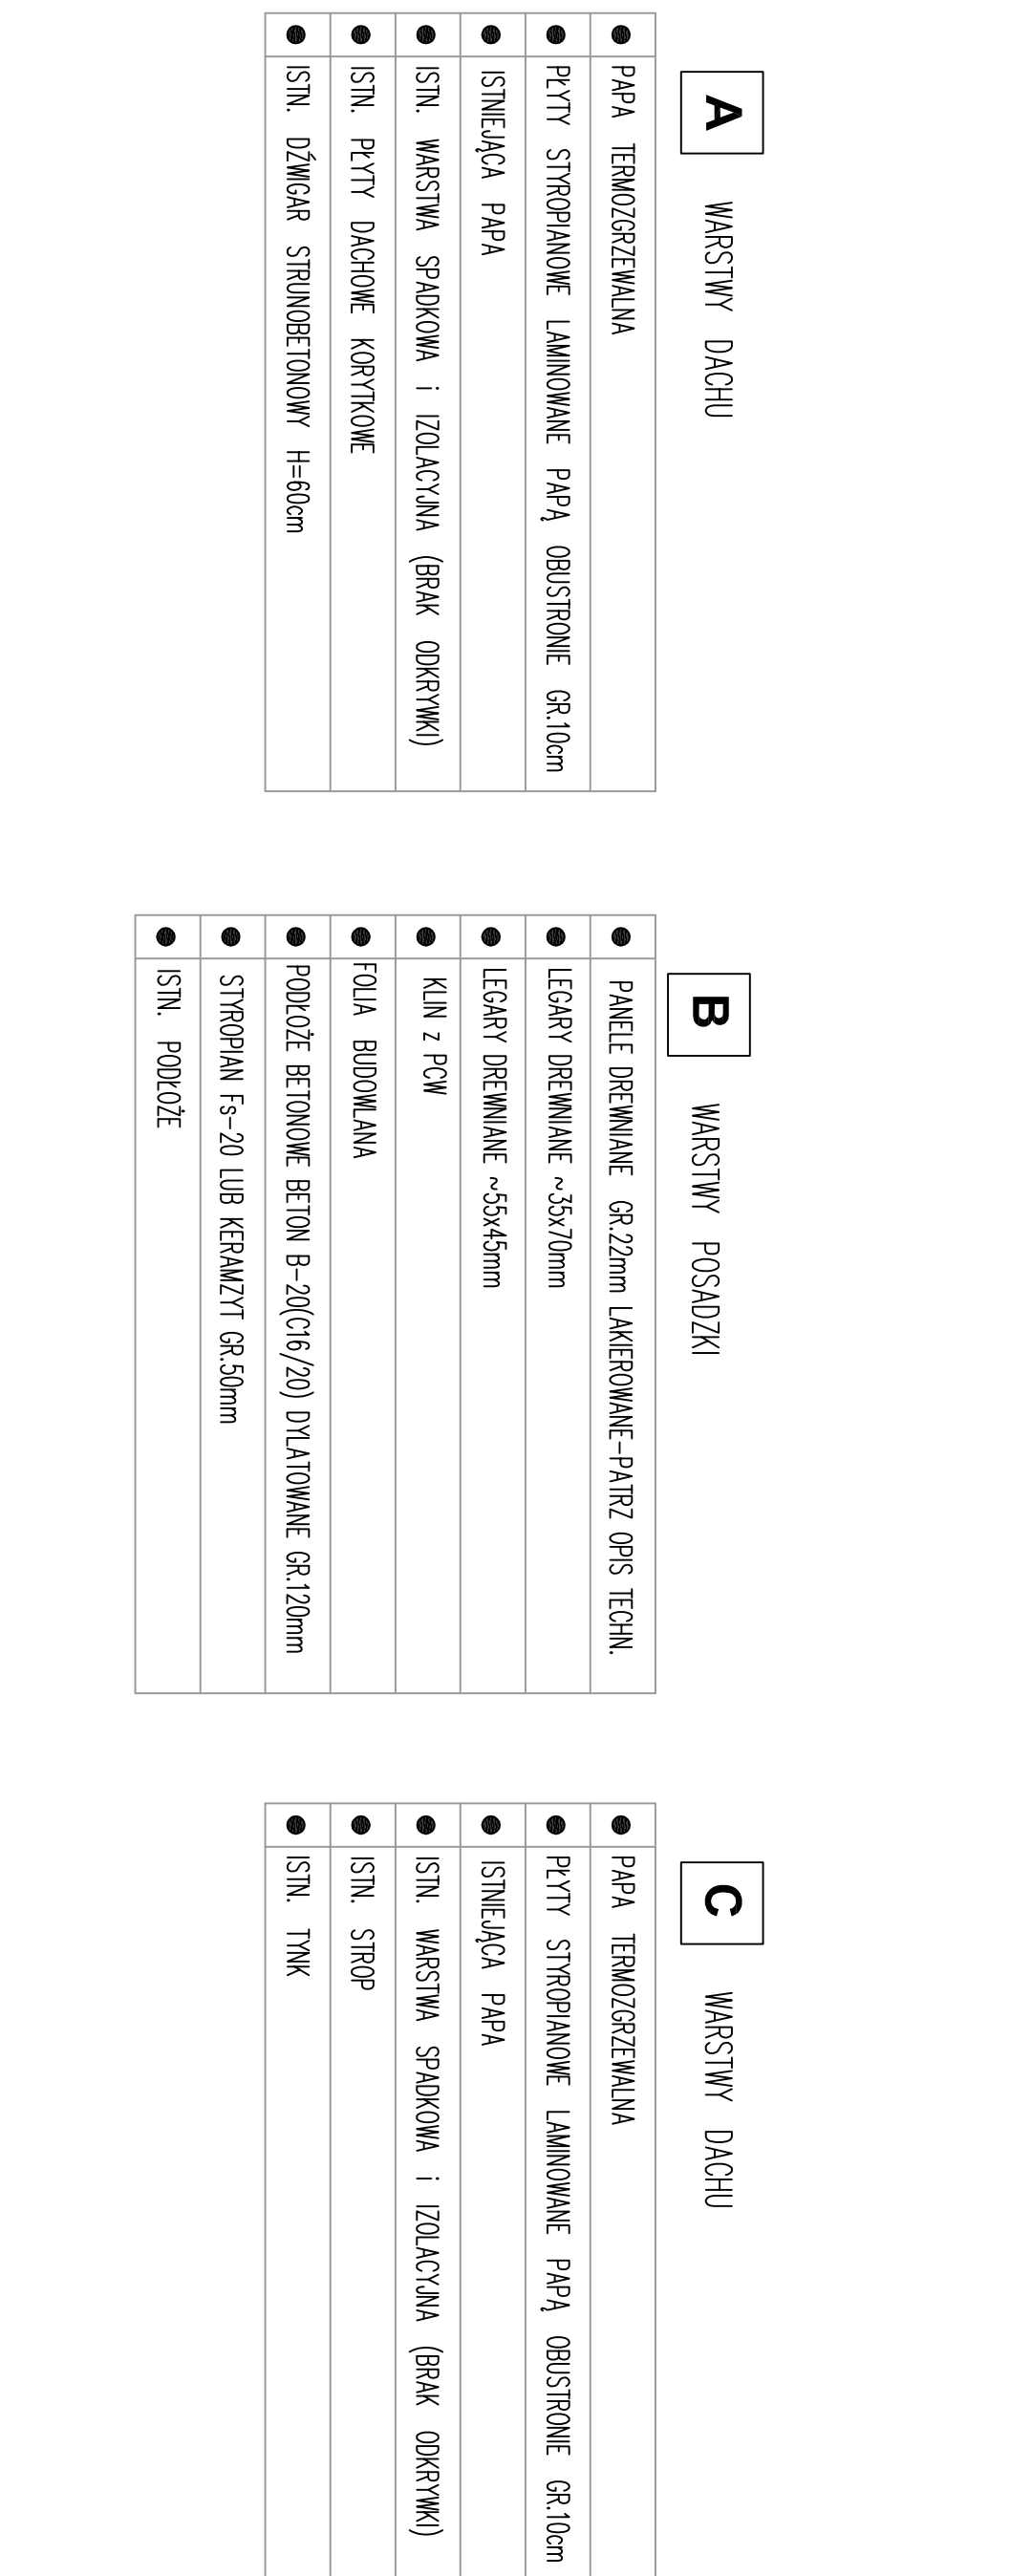 A
WARSTWY DACHU
PAPA TERMOZGRZEWALNA
PŁYTY STYROPIANOWE LAMINOWANE PAPĄ OBUSTRONIE GR.10cm
ISTNIEJĄCA PAPA
ISTN. WARSTWA SPADKOWA i IZOLACYJNA (BRAK ODKRYWKI)
ISTN. PŁYTY DACHOWE KORYTKOWE
ISTN. DŹWIGAR STRUNOBETONOWY H=60cm
B
WARSTWY POSADZKI
PANELE DREWNIANE GR.22mm LAKIEROWANE-PATRZ OPIS TECHN.
LEGARY DREWNIANE ~35x70mm
LEGARY DREWNIANE ~55x45mm
KLIN z PCW
FOLIA BUDOWLANA
PODŁOŻE BETONOWE BETON B-20(C16/20) DYLATOWANE GR.120mm
STYROPIAN Fs-20 LUB KERAMZYT GR.50mm
ISTN. PODŁOŻE
C
WARSTWY DACHU
PAPA TERMOZGRZEWALNA
PŁYTY STYROPIANOWE LAMINOWANE PAPĄ OBUSTRONIE GR.10cm
ISTNIEJĄCA PAPA
ISTN. WARSTWA SPADKOWA i IZOLACYJNA (BRAK ODKRYWKI)
ISTN. STROP
ISTN. TYNK